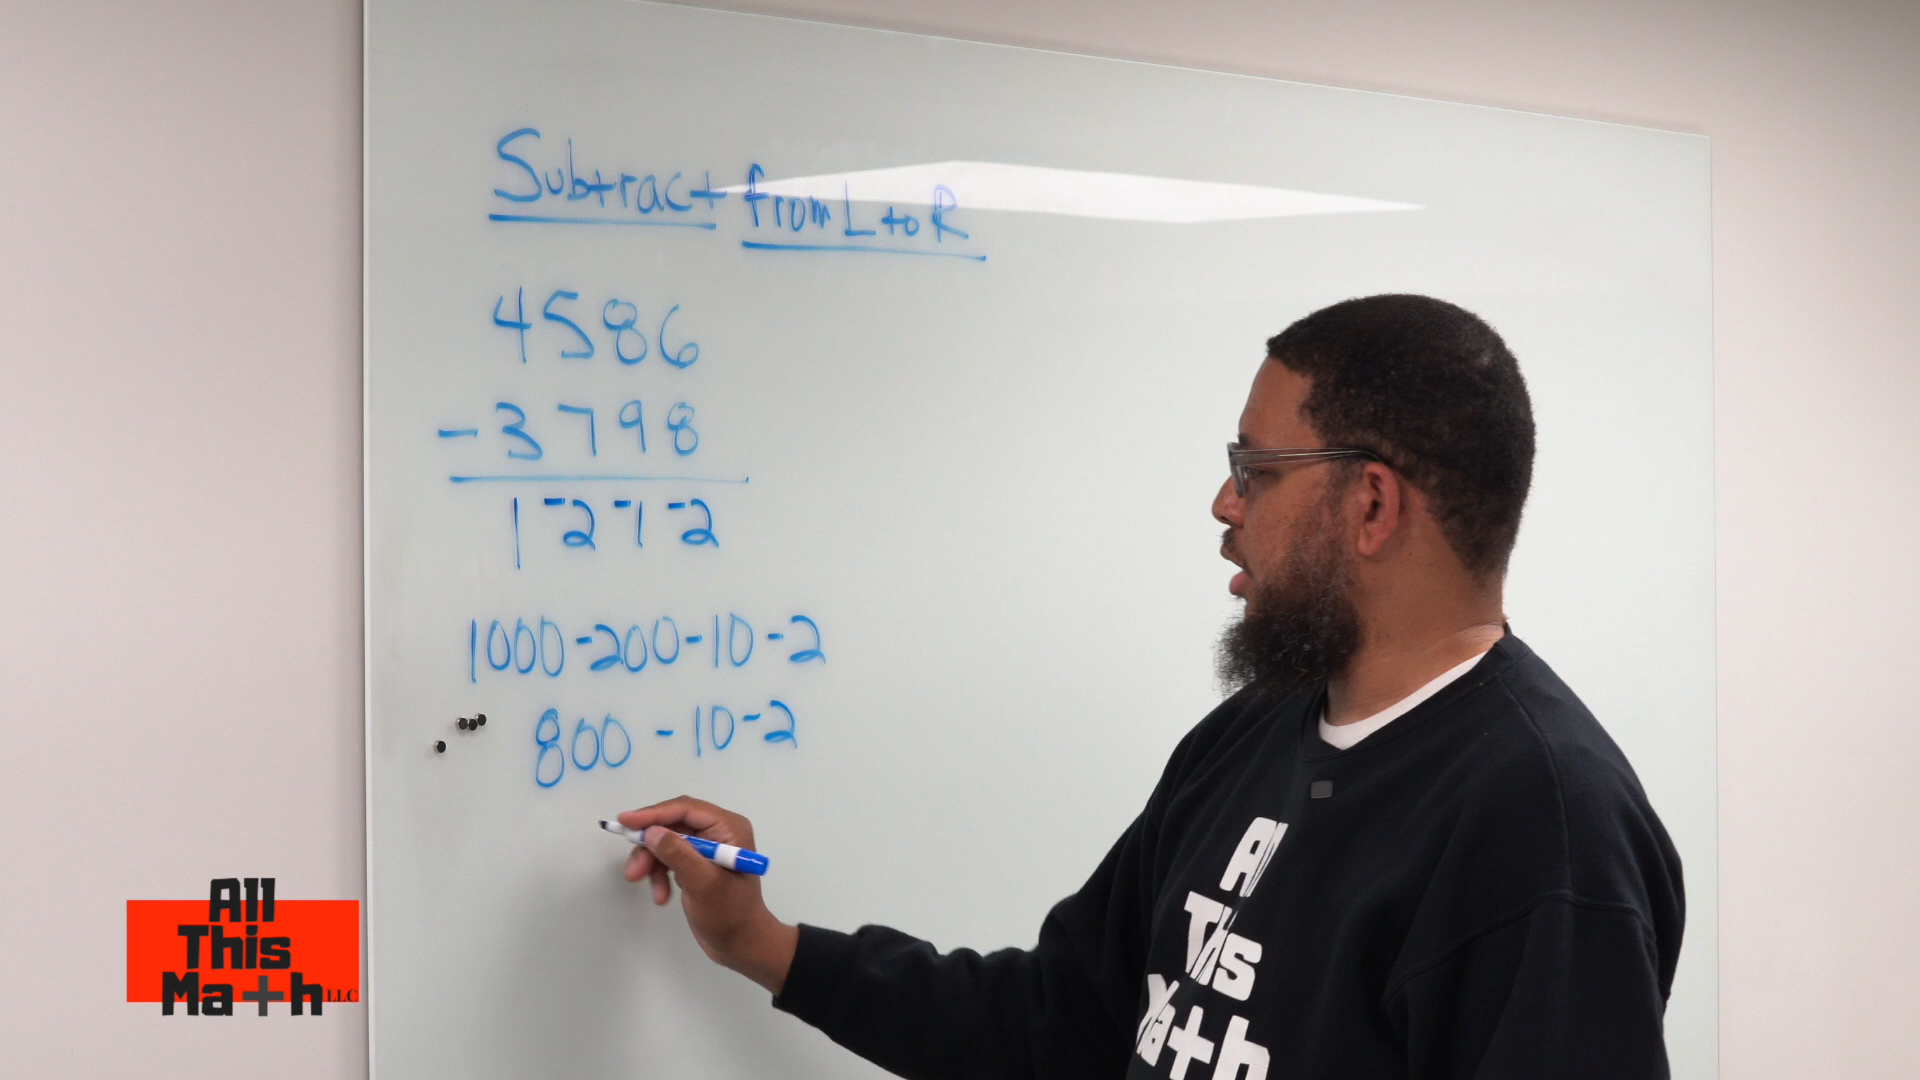 Subtract from L to R
4586
-3798
1 -2 -1 -2
1000-200-10-2
800-10-2
All
This
Math LLC
All
This
Math